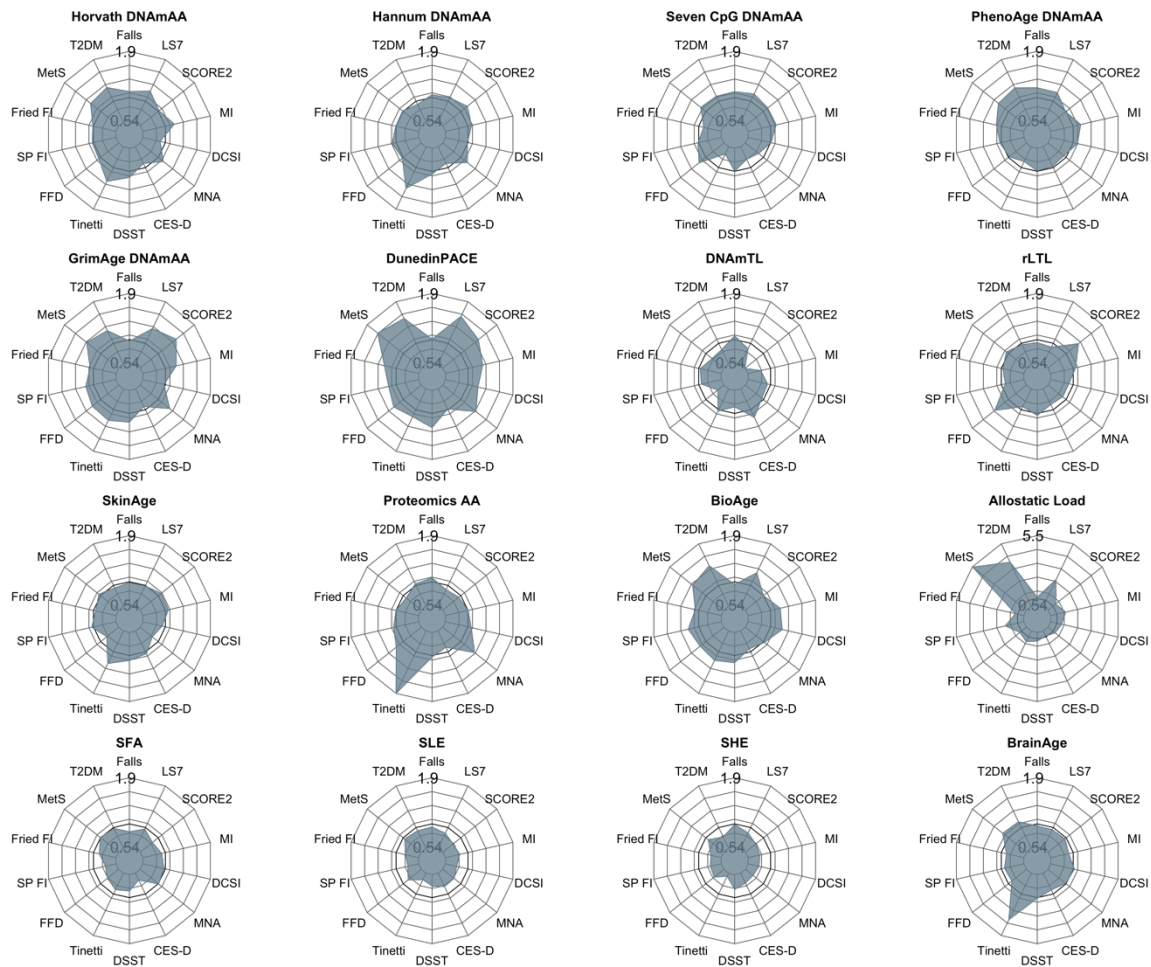 Horvath DNAmAA
Falls
T2DM 1.9 LS7
MetS SCORE2
Fried FI 0.54 MI
SP FI DCSI
FFD MNA
Tinetti CES-D
DSST
Hannum DNAmAA
Falls
T2DM 1.9 LS7
MetS SCORE2
Fried FI 0.54 MI
SP FI DCSI
FFD MNA
Tinetti CES-D
DSST
Seven CpG DNAmAA
Falls
T2DM 1.9 LS7
MetS SCORE2
Fried FI 0.54 MI
SP FI DCSI
FFD MNA
Tinetti CES-D
DSST
PhenoAge DNAmAA
Falls
T2DM 1.9 LS7
MetS SCORE2
Fried FI 0.54 MI
SP FI DCSI
FFD MNA
Tinetti CES-D
DSST
GrimAge DNAmAA
Falls
T2DM 1.9 LS7
MetS SCORE2
Fried FI 0.54 MI
SP FI DCSI
FFD MNA
Tinetti CES-D
DSST
DunedinPACE
Falls
T2DM 1.9 LS7
MetS SCORE2
Fried FI 0.54 MI
SP FI DCSI
FFD MNA
Tinetti CES-D
DSST
DNAmTL
Falls
T2DM 1.9 LS7
MetS SCORE2
Fried FI 0.54 MI
SP FI DCSI
FFD MNA
Tinetti CES-D
DSST
rLTL
Falls
T2DM 1.9 LS7
MetS SCORE2
Fried FI 0.54 MI
SP FI DCSI
FFD MNA
Tinetti CES-D
DSST
SkinAge
Falls
T2DM 1.9 LS7
MetS SCORE2
Fried FI 0.54 MI
SP FI DCSI
FFD MNA
Tinetti CES-D
DSST
Proteomics AA
Falls
T2DM 1.9 LS7
MetS SCORE2
Fried FI 0.54 MI
SP FI DCSI
FFD MNA
Tinetti CES-D
DSST
BioAge
Falls
T2DM 1.9 LS7
MetS SCORE2
Fried FI 0.54 MI
SP FI DCSI
FFD MNA
Tinetti CES-D
DSST
Allostatic Load
Falls
T2DM 5.5 LS7
MetS SCORE2
Fried FI 0.54 MI
SP FI DCSI
FFD MNA
Tinetti CES-D
DSST
SFA
Falls
T2DM 1.9 LS7
MetS SCORE2
Fried FI 0.54 MI
SP FI DCSI
FFD MNA
Tinetti CES-D
DSST
SLE
Falls
T2DM 1.9 LS7
MetS SCORE2
Fried FI 0.54 MI
SP FI DCSI
FFD MNA
Tinetti CES-D
DSST
SHE
Falls
T2DM 1.9 LS7
MetS SCORE2
Fried FI 0.54 MI
SP FI DCSI
FFD MNA
Tinetti CES-D
DSST
BrainAge
Falls
T2DM 1.9 LS7
MetS SCORE2
Fried FI 0.54 MI
SP FI DCSI
FFD MNA
Tinetti CES-D
DSST